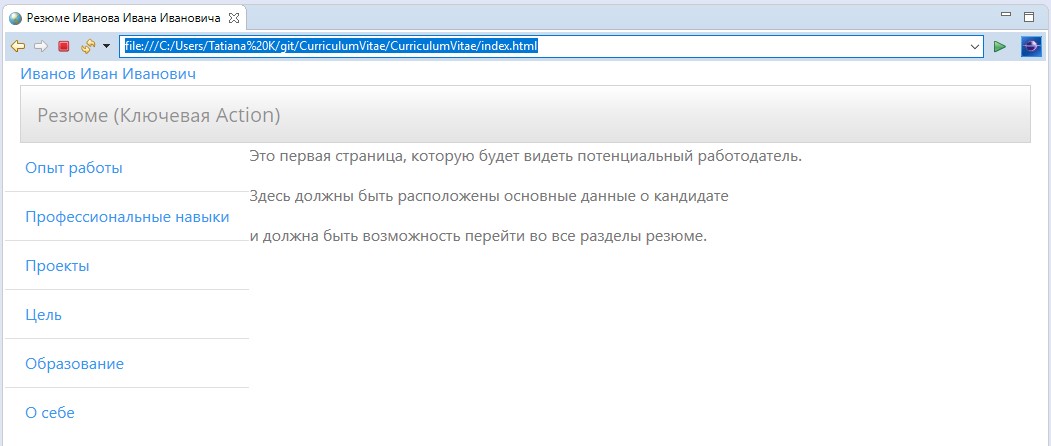 Резюме Иванова Ивана Ивановича
file:///C:/Users/Tatiana%20K/git/CurriculumVitae/CurriculumVitae/index.html
Иванов Иван Иванович
Резюме (Ключевая Action)
Опыт работы
Профессиональные навыки
Проекты
Цель
Образование
О себе
Это первая страница, которую будет видеть потенциальный работодатель.
Здесь должны быть расположены основные данные о кандидате
и должна быть возможность перейти во все разделы резюме.